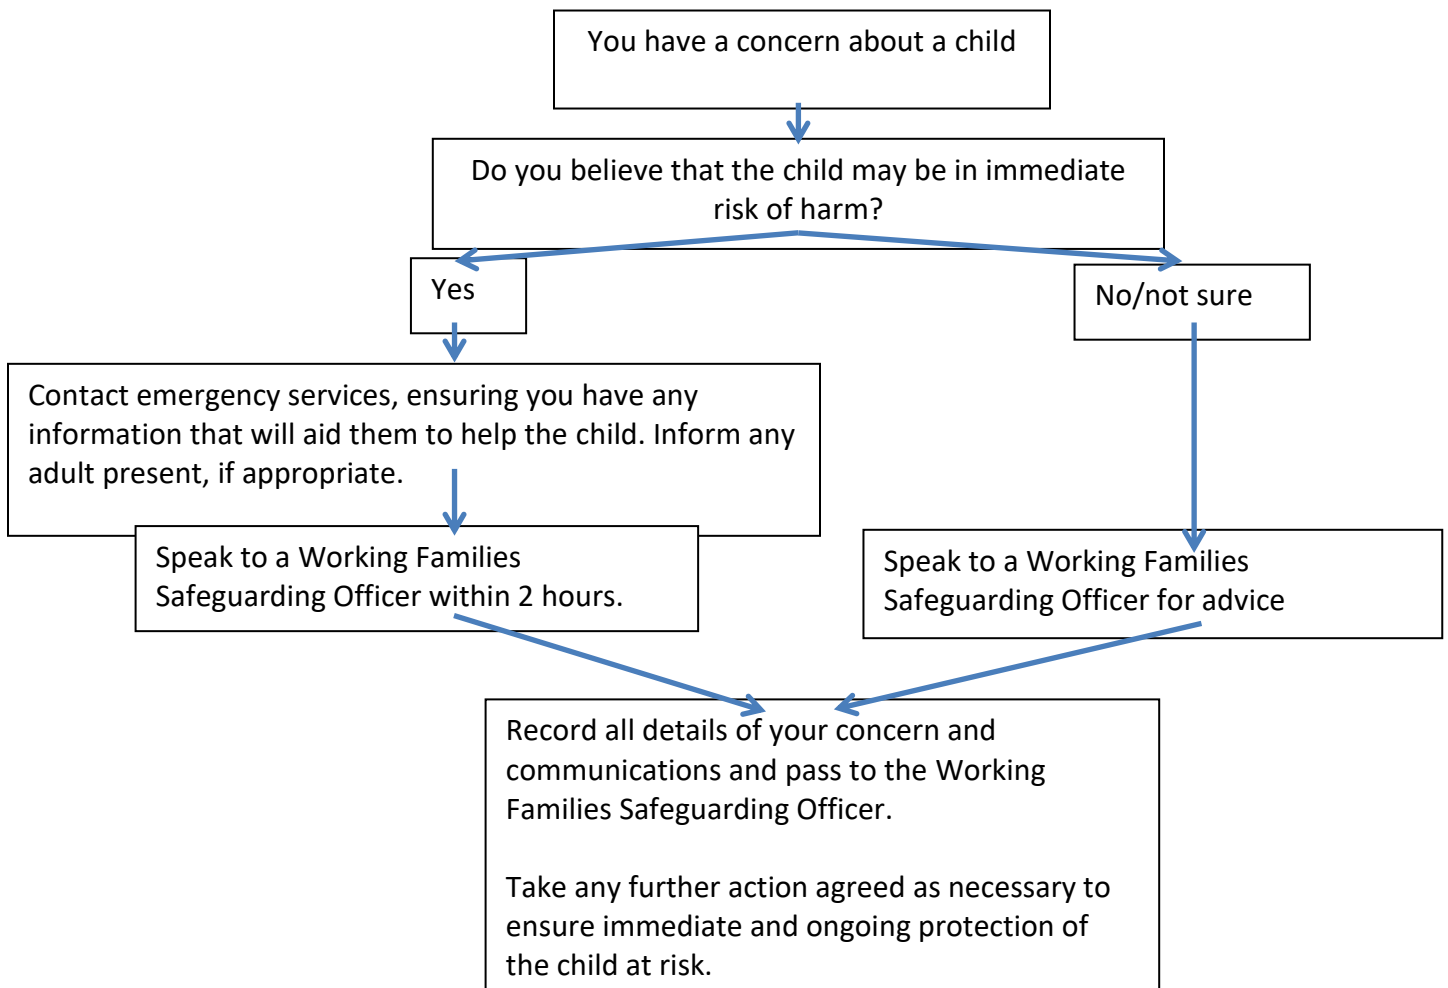 You have a concern about a child
Do you believe that the child may be in immediate
risk of harm?
Yes
No/not sure
Contact emergency services, ensuring you have any
information that will aid them to help the child. Inform any
adult present, if appropriate.
Speak to a Working Families
Safeguarding Officer within 2 hours.
Speak to a Working Families
Safeguarding Officer for advice
Record all details of your concern and
communications and pass to the Working
Families Safeguarding Officer.
Take any further action agreed as necessary to
ensure immediate and ongoing protection of
the child at risk.